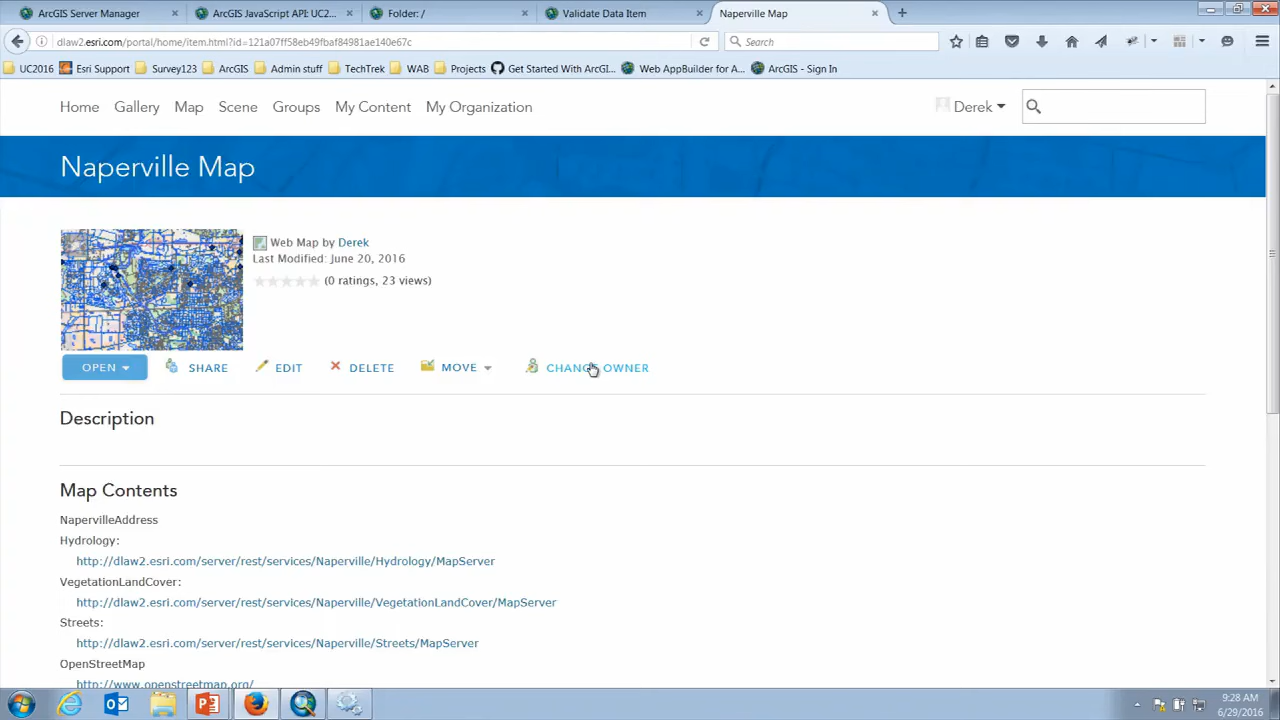 ArcGIS Server Manager
ArcGIS JavaScript API: UC2...
Folder: /
Validate Data Item
Naperville Map
dlaw2.esri.com/portal/home/item.html?id=121a07ff58eb49fbaf84981ae140e67c
Search
UC2016
Esri Support
Survey123
ArcGIS
Admin stuff
TechTrek
WAB
Projects
Get Started With ArcGI...
Web AppBuilder for A...
ArcGIS - Sign In
Home
Gallery
Map
Scene
Groups
My Content
My Organization
Derek
Naperville Map
Web Map by Derek
Last Modified: June 20, 2016
(0 ratings, 23 views)
OPEN
SHARE
EDIT
DELETE
MOVE
CHANGE OWNER
Description
Map Contents
NapervilleAddress
Hydrology:
http://dlaw2.esri.com/server/rest/services/Naperville/Hydrology/MapServer
VegetationLandCover:
http://dlaw2.esri.com/server/rest/services/Naperville/VegetationLandCover/MapServer
Streets:
http://dlaw2.esri.com/server/rest/services/Naperville/Streets/MapServer
OpenStreetMap
http://www.openstreetmap.org/
9:28 AM
6/29/2016